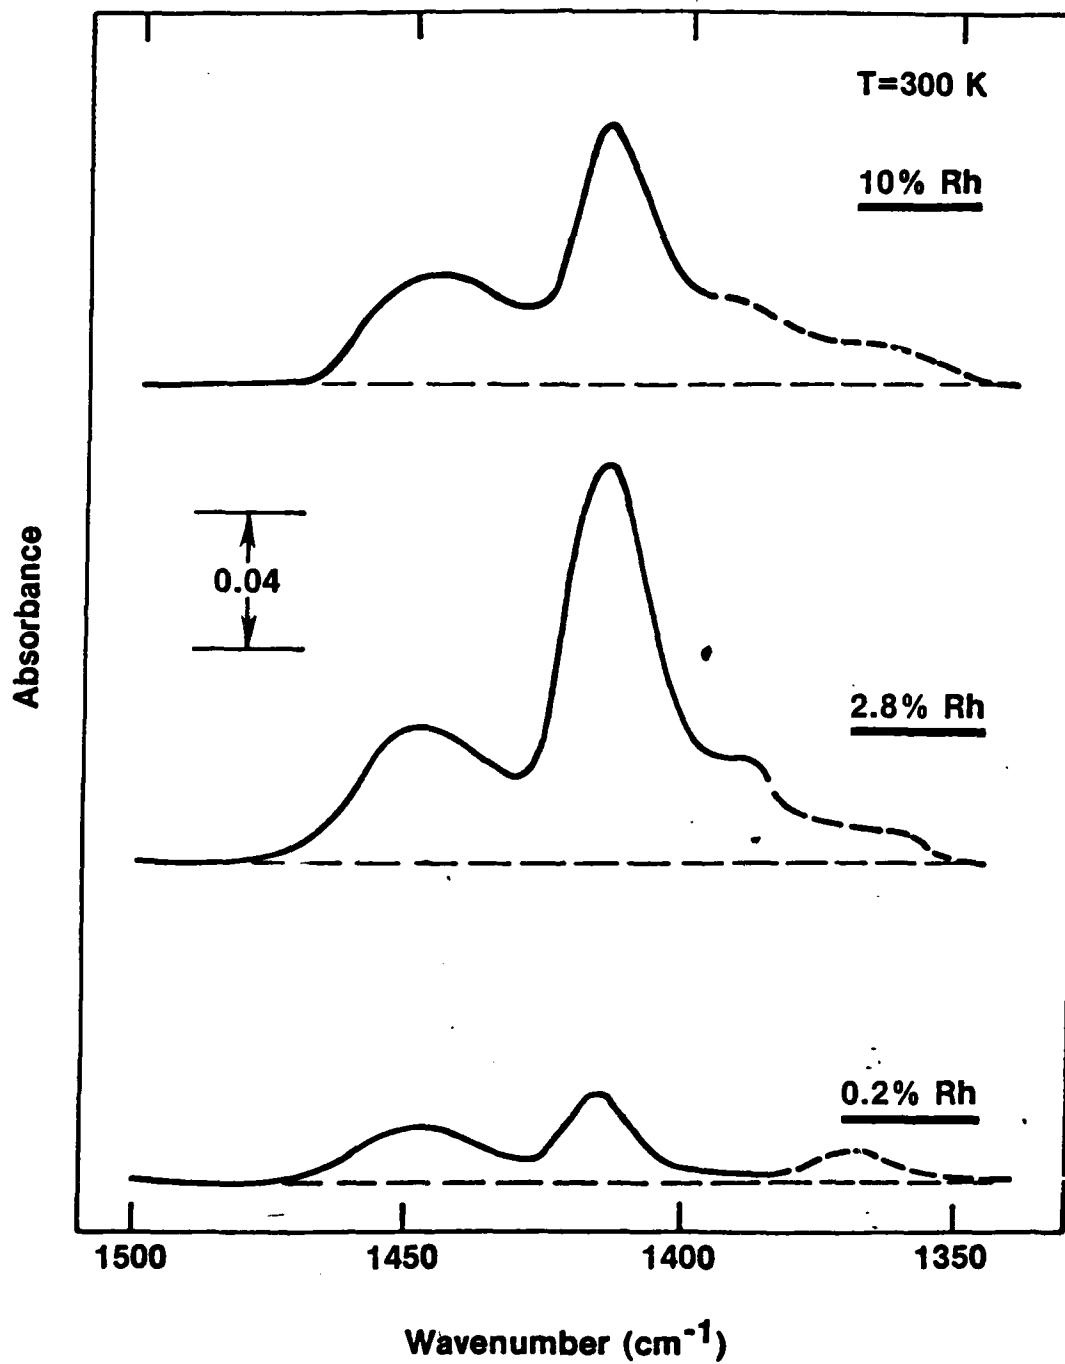 T=300 K
10% Rh
0.04
Absorbance
2.8% Rh
0.2% Rh
1500 1450 1400 1350
Wavenumber (cm⁻¹)